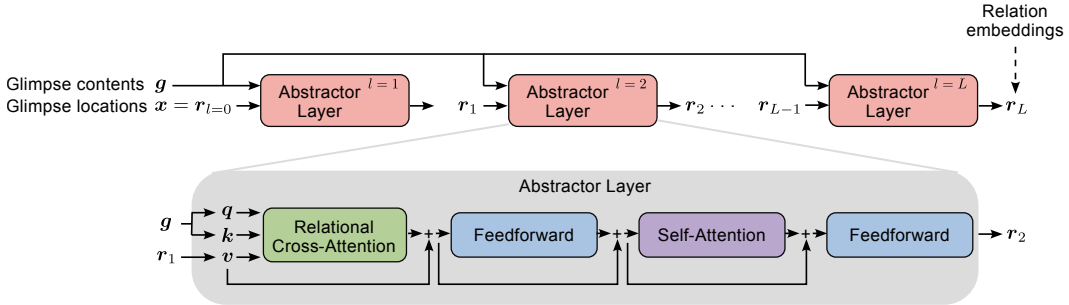 Relation
embeddings
Glimpse contents g
Glimpse locations x = r_{l=0}
Abstractor l = 1
Layer
r_1
Abstractor l = 2
Layer
r_2 · · ·
r_{L−1}
Abstractor l = L
Layer
r_L
Abstractor Layer
g
q
k
r_1
v
Relational
Cross-Attention
+
Feedforward
+
Self-Attention
+
Feedforward
r_2